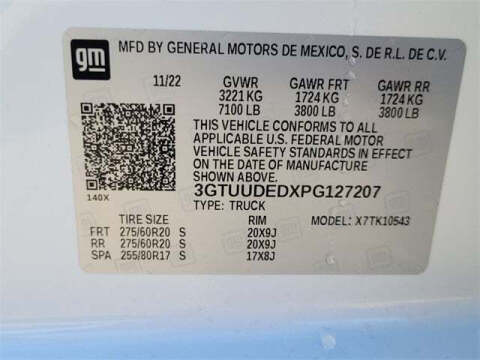 gm MFD BY GENERAL MOTORS DE MEXICO, S. DE R.L. DE C.V.
11/22 GVWR GAWR FRT GAWR RR
3221 KG 1724 KG 1724 KG
7100 LB 3800 LB 3800 LB
THIS VEHICLE CONFORMS TO ALL
APPLICABLE U.S. FEDERAL MOTOR
VEHICLE SAFETY STANDARDS IN EFFECT
ON THE DATE OF MANUFACTURE
SHOWN ABOVE.
140X
3GTUUDEDXPG127207
TYPE: TRUCK MODEL: X7TK10543
TIRE SIZE RIM
FRT 275/60R20 S 20X9J
RR 275/60R20 S 20X9J
SPA 255/80R17 S 17X8J